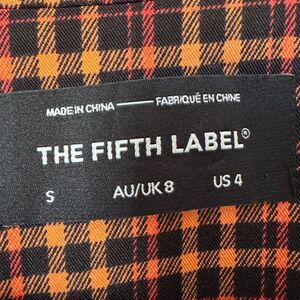 MADE IN CHINA — FABRIQUÉ EN CHINE
THE FIFTH LABEL®
S AU/UK 8 US 4